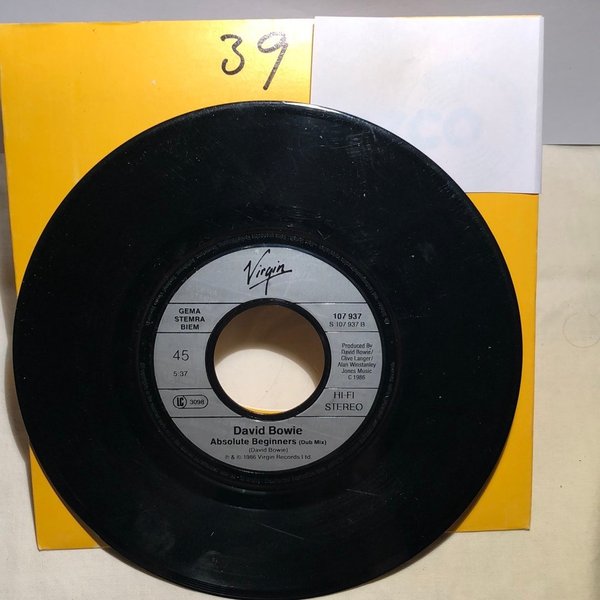 39
Virgin
GEMA
STEMRA
BIEM
107 937
S 107 937 B
45
5:37
Produced By
David Bowie/
Clive Langer/
Alan Winstanley
Jones Music
© 1986
LC 3098
HI-FI
STEREO
David Bowie
Absolute Beginners (Dub Mix)
(David Bowie)
℗ & © 1986 Virgin Records Ltd.